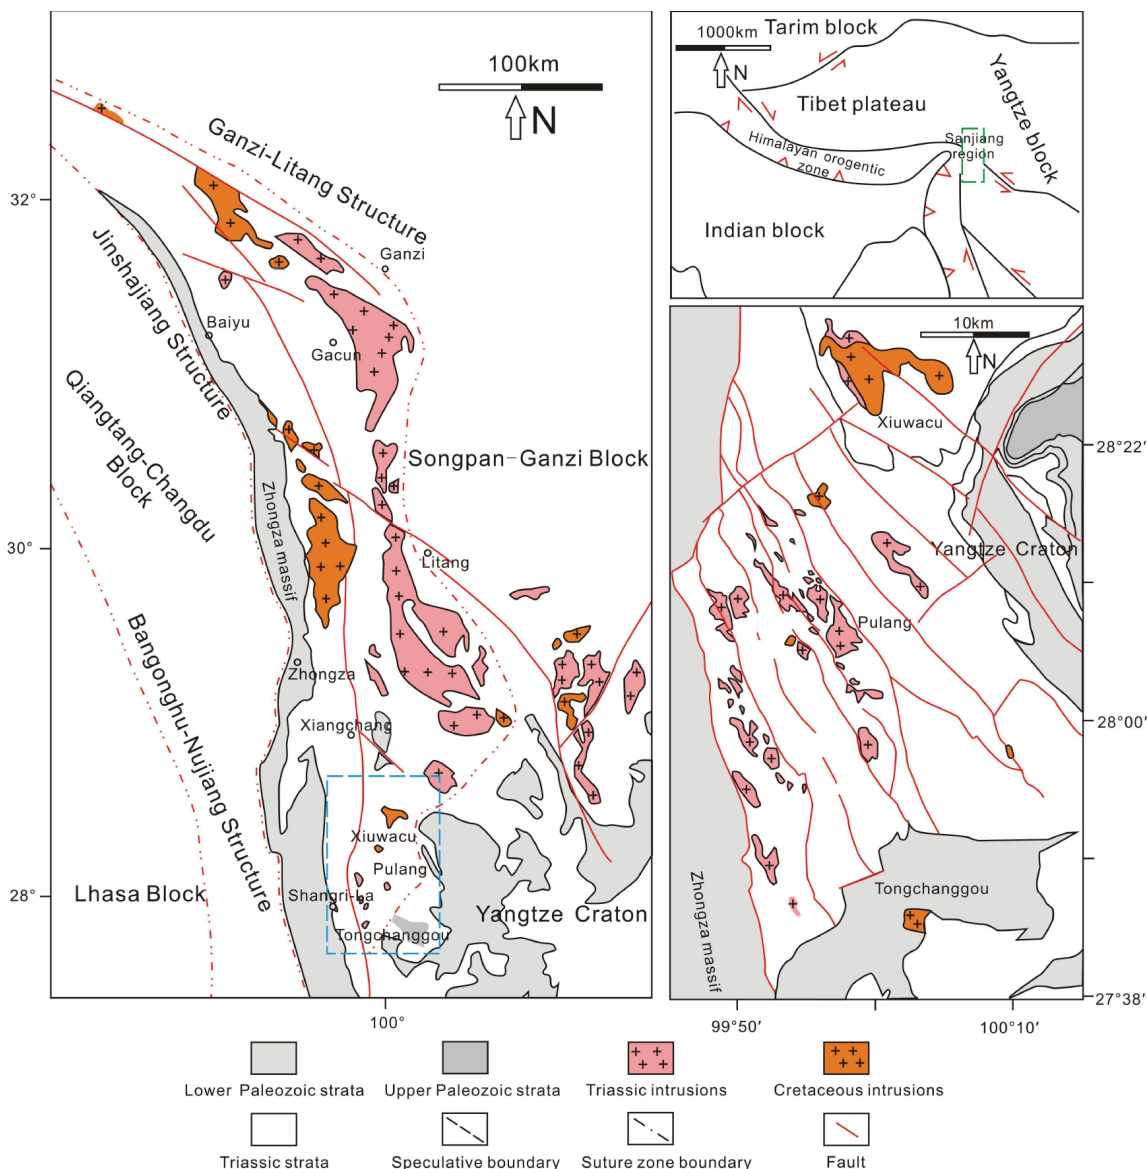 100km
N
32°
30°
28°
100°
Ganzi-Litang Structure
Jinshajiang Structure
Ganzi
Baiyu
Gacun
Qiangtang-Changdu
Block
Songpan-Ganzi Block
Zhongza massif
Litang
Bangonghu-Nujiang Structure
Zhongza
Xiangchang
Xiuwacu
Pulang
Lhasa Block
Shangri-La
Yangtze Craton
Tongchanggou
1000km
N
Tarim block
Tibet plateau
Yangtze block
Himalayan orogentic
zone
Sanjiang
region
Indian block
10km
N
Xiuwacu
28°22′
Yangtze Craton
Pulang
28°00′
Tongchanggou
Zhongza massif
27°38′
99°50′
100°10′
Lower Paleozoic strata
Upper Paleozoic strata
Triassic intrusions
Cretaceous intrusions
Triassic strata
Speculative boundary
Suture zone boundary
Fault